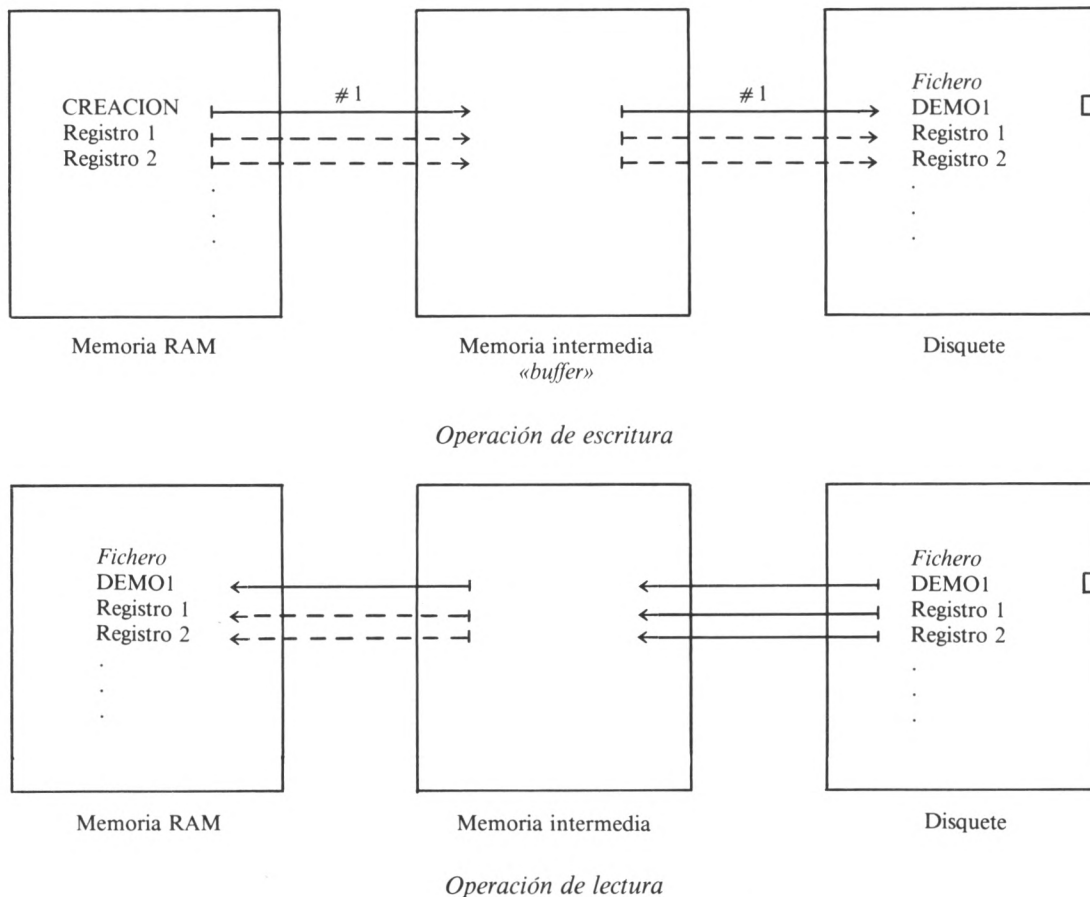 CREACION
Registro 1
Registro 2
.
.
.
#1
#1
Fichero
DEMO1
Registro 1
Registro 2
.
.
.
Memoria RAM
Memoria intermedia
«buffer»
Disquete
Operación de escritura
Fichero
DEMO1
Registro 1
Registro 2
.
.
.
Fichero
DEMO1
Registro 1
Registro 2
.
.
.
Memoria RAM
Memoria intermedia
Disquete
Operación de lectura